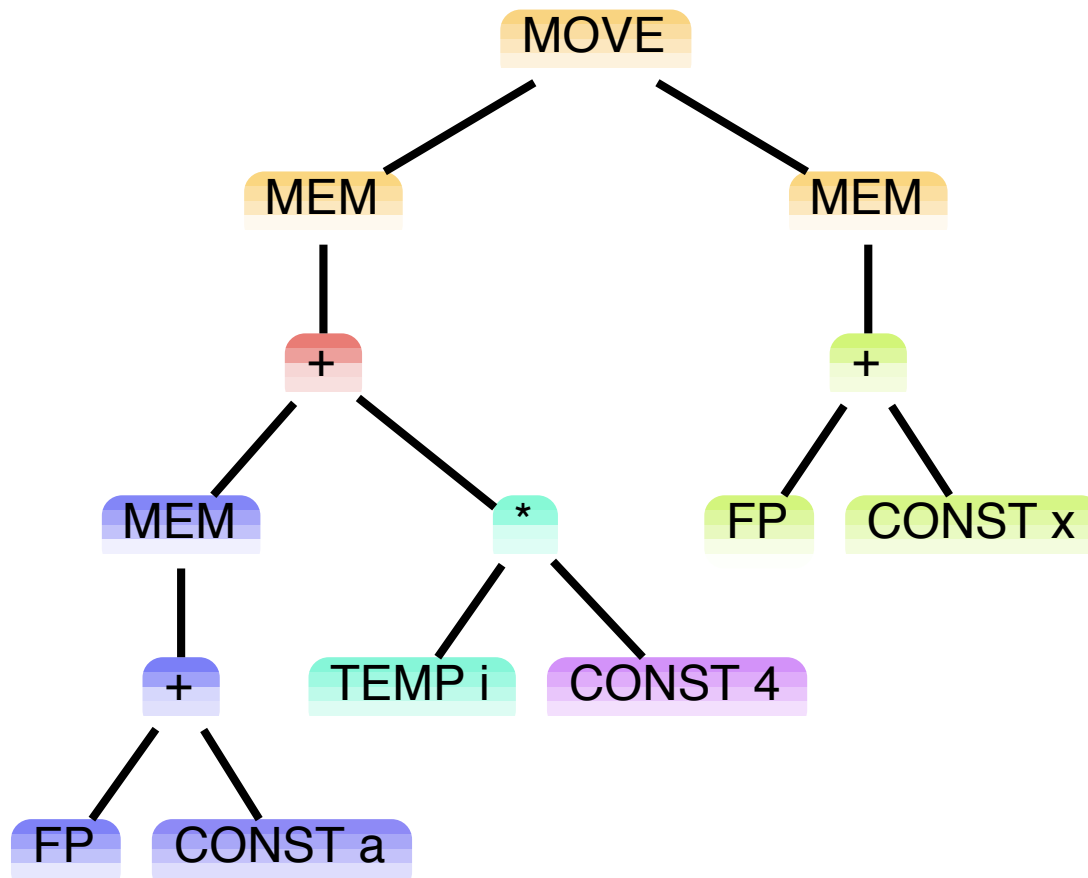 MOVE
MEM MEM
+ +
MEM * FP CONST x
+ TEMP i CONST 4
FP CONST a